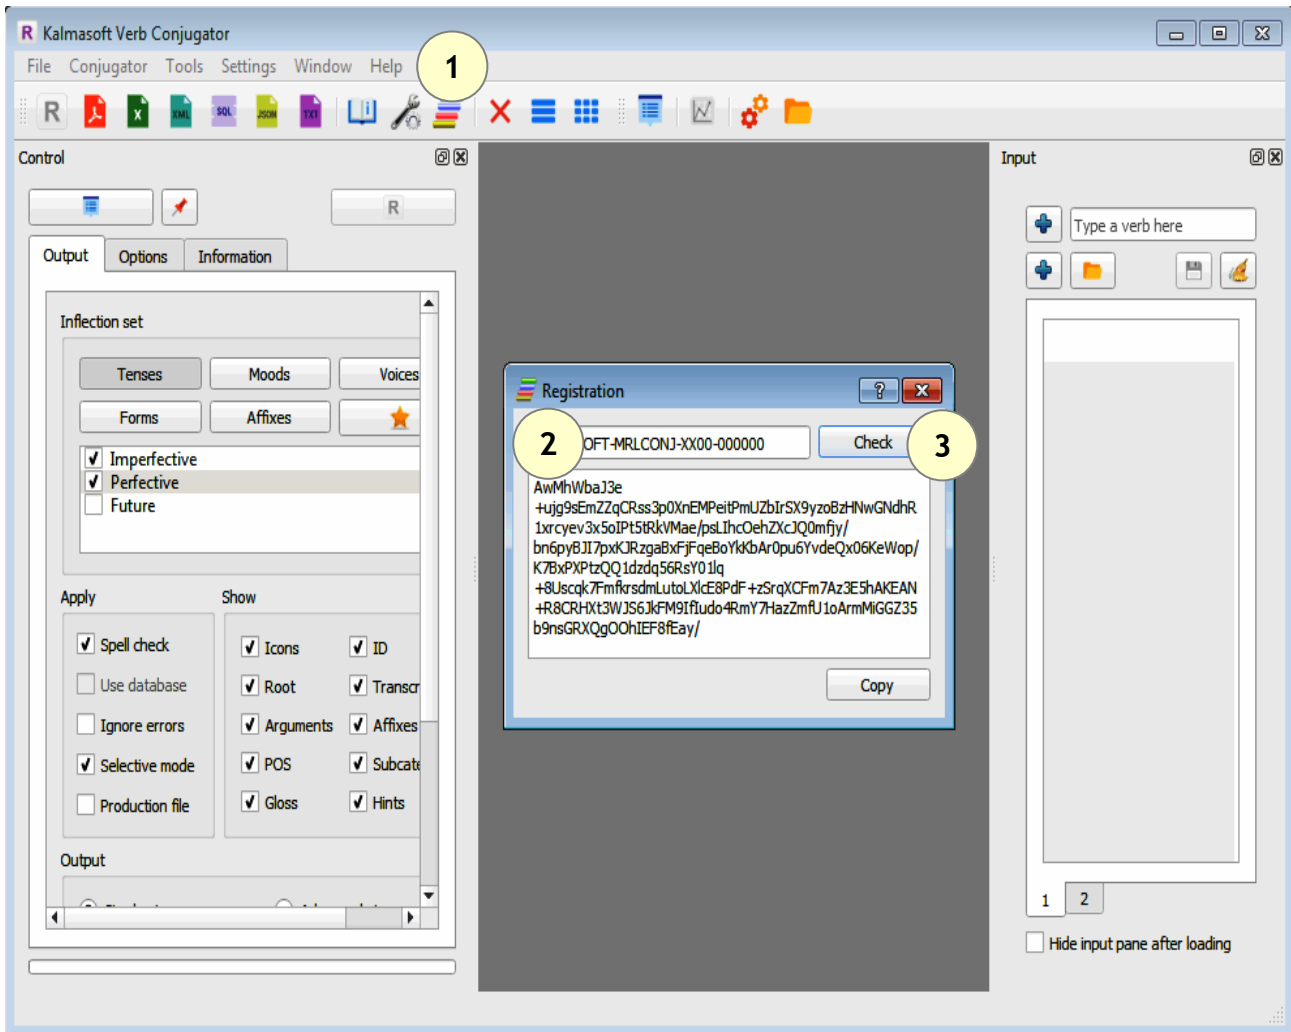 R Kalmasoft Verb Conjugator
File Conjugator Tools Settings Window Help
1
R X XML SQL JSON TXT
Control
Input
R
Type a verb here
Output Options Information
Inflection set
Tenses Moods Voices
Forms Affixes
Imperfective
Perfective
Future
Registration
2
OFT-MRLCONJ-XX00-000000
Check
3
AwMhWbaJ3e
+ujg9sEmZZqCRss3p0XnEMPeitPmUZbIrSX9yzoBzHNwGNdhR
1xrcyev3x5oIPt5tRkVMae/psLIhcOehZXcJQ0mfjy/
bn6pyBJI7pxKJRzgaBxFjFqeBoYkKbAr0pu6YvdeQx06KeWop/
K7BxPXPtzQQ1dzdq56RsY01lq
+8Uscqk7FmfkrsdmLutoLXlcE8PdF+zSrqXCFm7Az3E5hAKEAN
+R8CRHXt3WJS6JkFM9IfIudo4RmY7HazZmfU1oArmMiGGZ35
b9nsGRXQgOOhIEF8fEay/
Copy
Apply
Show
Spell check
Use database
Ignore errors
Selective mode
Production file
Icons ID
Root Transcr
Arguments Affixes
POS Subcate
Gloss Hints
Output
1 2
Hide input pane after loading